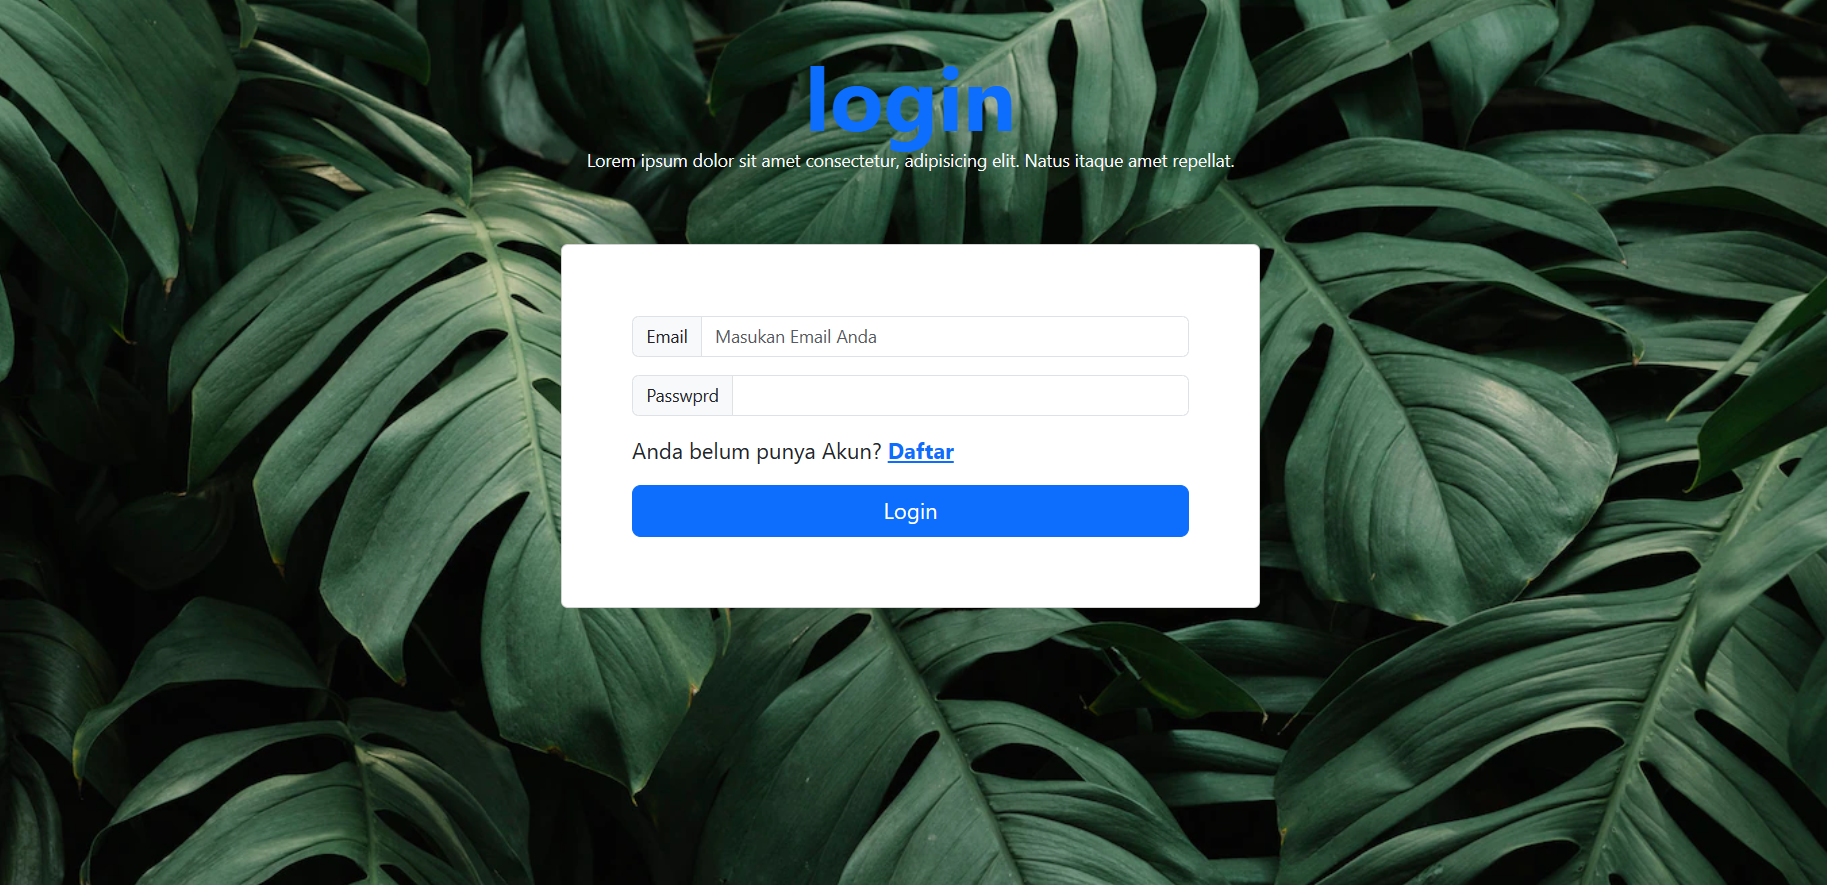 login
Lorem ipsum dolor sit amet consectetur, adipisicing elit. Natus itaque amet repellat.
Email Masukan Email Anda
Passwprd
Anda belum punya Akun? Daftar
Login